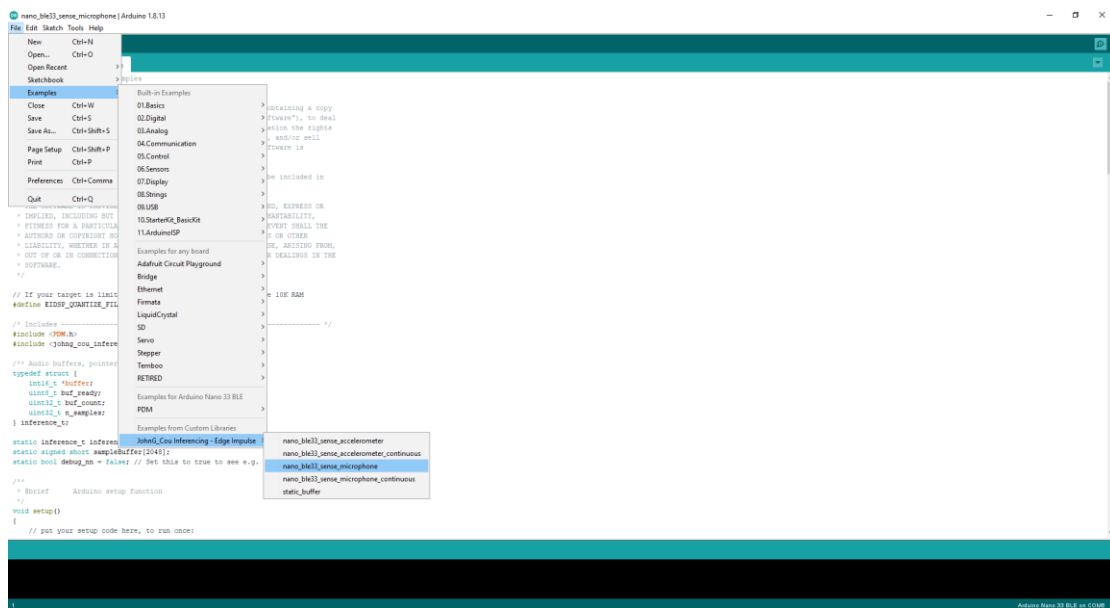 nano_ble33_sense_microphone | Arduino 1.8.13
File Edit Sketch Tools Help
New Ctrl+N
Open... Ctrl+O
Open Recent >
Sketchbook >
Examples
Close Ctrl+W
Save Ctrl+S
Save As... Ctrl+Shift+S
Page Setup Ctrl+Shift+P
Print Ctrl+P
Preferences Ctrl+Comma
Quit Ctrl+Q
Built-in Examples
01.Basics >
02.Digital >
03.Analog >
04.Communication >
05.Control >
06.Sensors >
07.Display >
08.Strings >
09.USB >
10.StarterKit_BasicKit >
11.ArduinoISP >
Examples for any board
Adafruit Circuit Playground >
Bridge >
Ethernet >
Firmata >
LiquidCrystal >
SD >
Servo >
Stepper >
Temboo >
RETIRED >
Examples for Arduino Nano 33 BLE
PDM >
Examples from Custom Libraries
JohnG_Cou Inferencing - Edge Impulse
nano_ble33_sense_accelerometer
nano_ble33_sense_accelerometer_continuous
nano_ble33_sense_microphone
nano_ble33_sense_microphone_continuous
static_buffer
obtaining a copy
ftware"), to deal
ation the rights
, and/or sell
ftware is
be included in
ED, EXPRESS OR
* IMPLIED, INCLUDING BUT HANTABILITY,
* FITNESS FOR A PARTICULA EVENT SHALL THE
* AUTHORS OR COPYRIGHT HO S OR OTHER
* LIABILITY, WHETHER IN A SE, ARISING FROM,
* OUT OF OR IN CONNECTION R DEALINGS IN THE
* SOFTWARE.
*/
// If your target is limit e 10K RAM
#define EIDSP_QUANTIZE_FIL
/* Includes ---------------- ------------- */
#include <PDM.h>
#include <johng_cou_infere
/** Audio buffers, pointer
typedef struct {
int16_t *buffer;
uint8_t buf_ready;
uint32_t buf_count;
uint32_t n_samples;
} inference_t;
static inference_t inferen
static signed short sampleBuffer[2048];
static bool debug_nn = false; // Set this to true to see e.g.
/**
* @brief Arduino setup function
*/
void setup()
{
// put your setup code here, to run once:
1
Arduino Nano 33 BLE on COM8